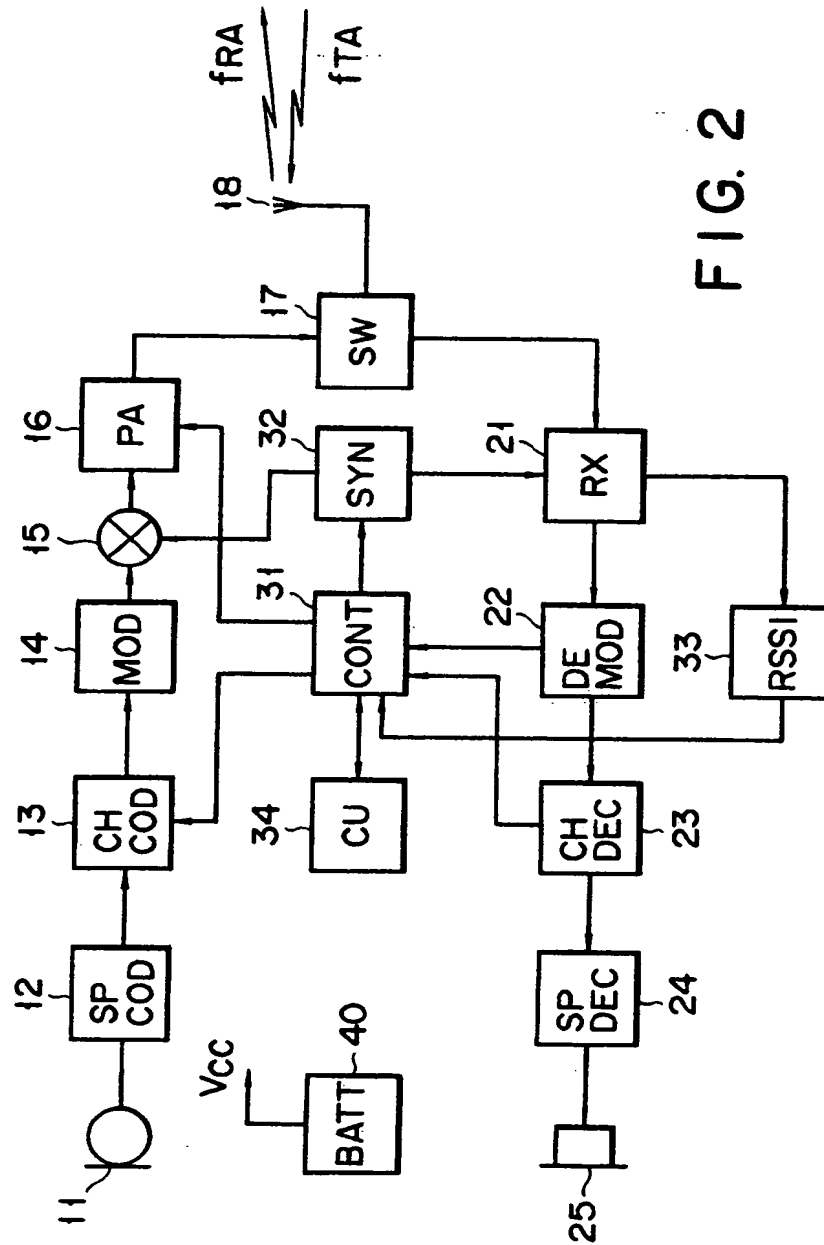 11
12
SP
COD
13
CH
COD
14
MOD
15
16
PA
17
SW
18
fRA
fTA
VCC
BATT
40
34
CU
31
CONT
32
SYN
25
SP
DEC
24
CH
DEC
23
22
DE
MOD
21
RX
33
RSSI
FIG. 2